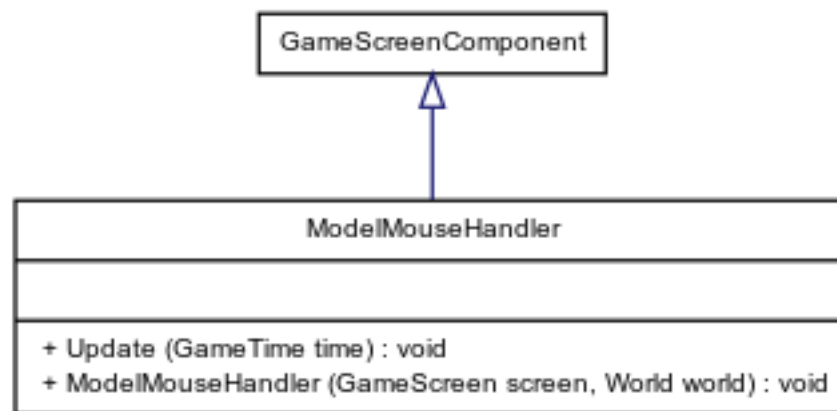 GameScreenComponent
ModelMouseHandler
+ Update (GameTime time) : void
+ ModelMouseHandler (GameScreen screen, World world) : void